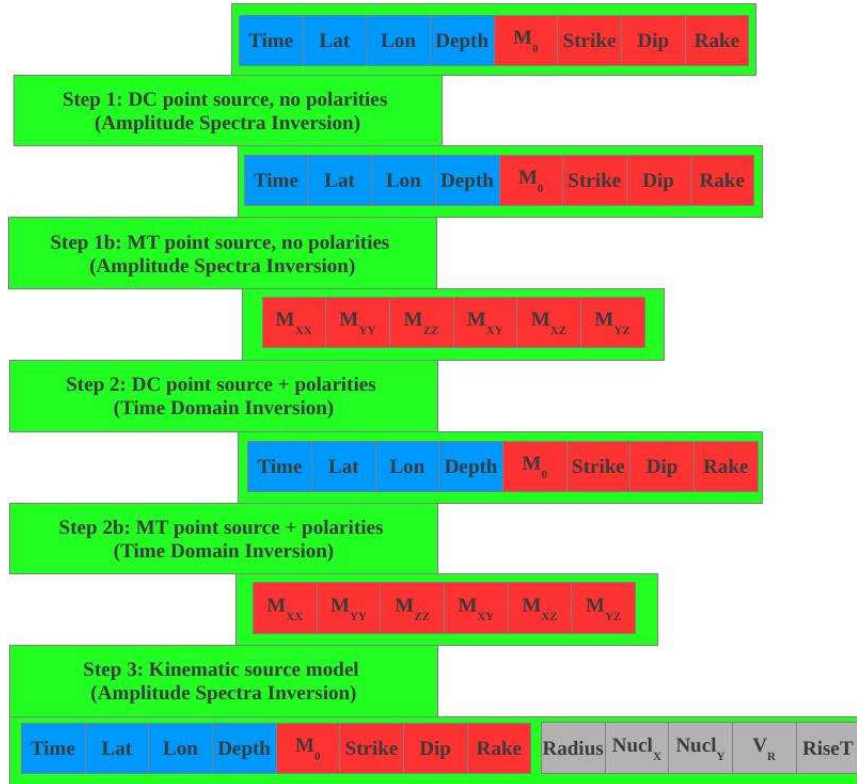 Time Lat Lon Depth M0 Strike Dip Rake
Step 1: DC point source, no polarities
(Amplitude Spectra Inversion)
Time Lat Lon Depth M0 Strike Dip Rake
Step 1b: MT point source, no polarities
(Amplitude Spectra Inversion)
MXX MYY MZZ MXY MXZ MYZ
Step 2: DC point source + polarities
(Time Domain Inversion)
Time Lat Lon Depth M0 Strike Dip Rake
Step 2b: MT point source + polarities
(Time Domain Inversion)
MXX MYY MZZ MXY MXZ MYZ
Step 3: Kinematic source model
(Amplitude Spectra Inversion)
Time Lat Lon Depth M0 Strike Dip Rake Radius NuclX NuclY VR RiseT